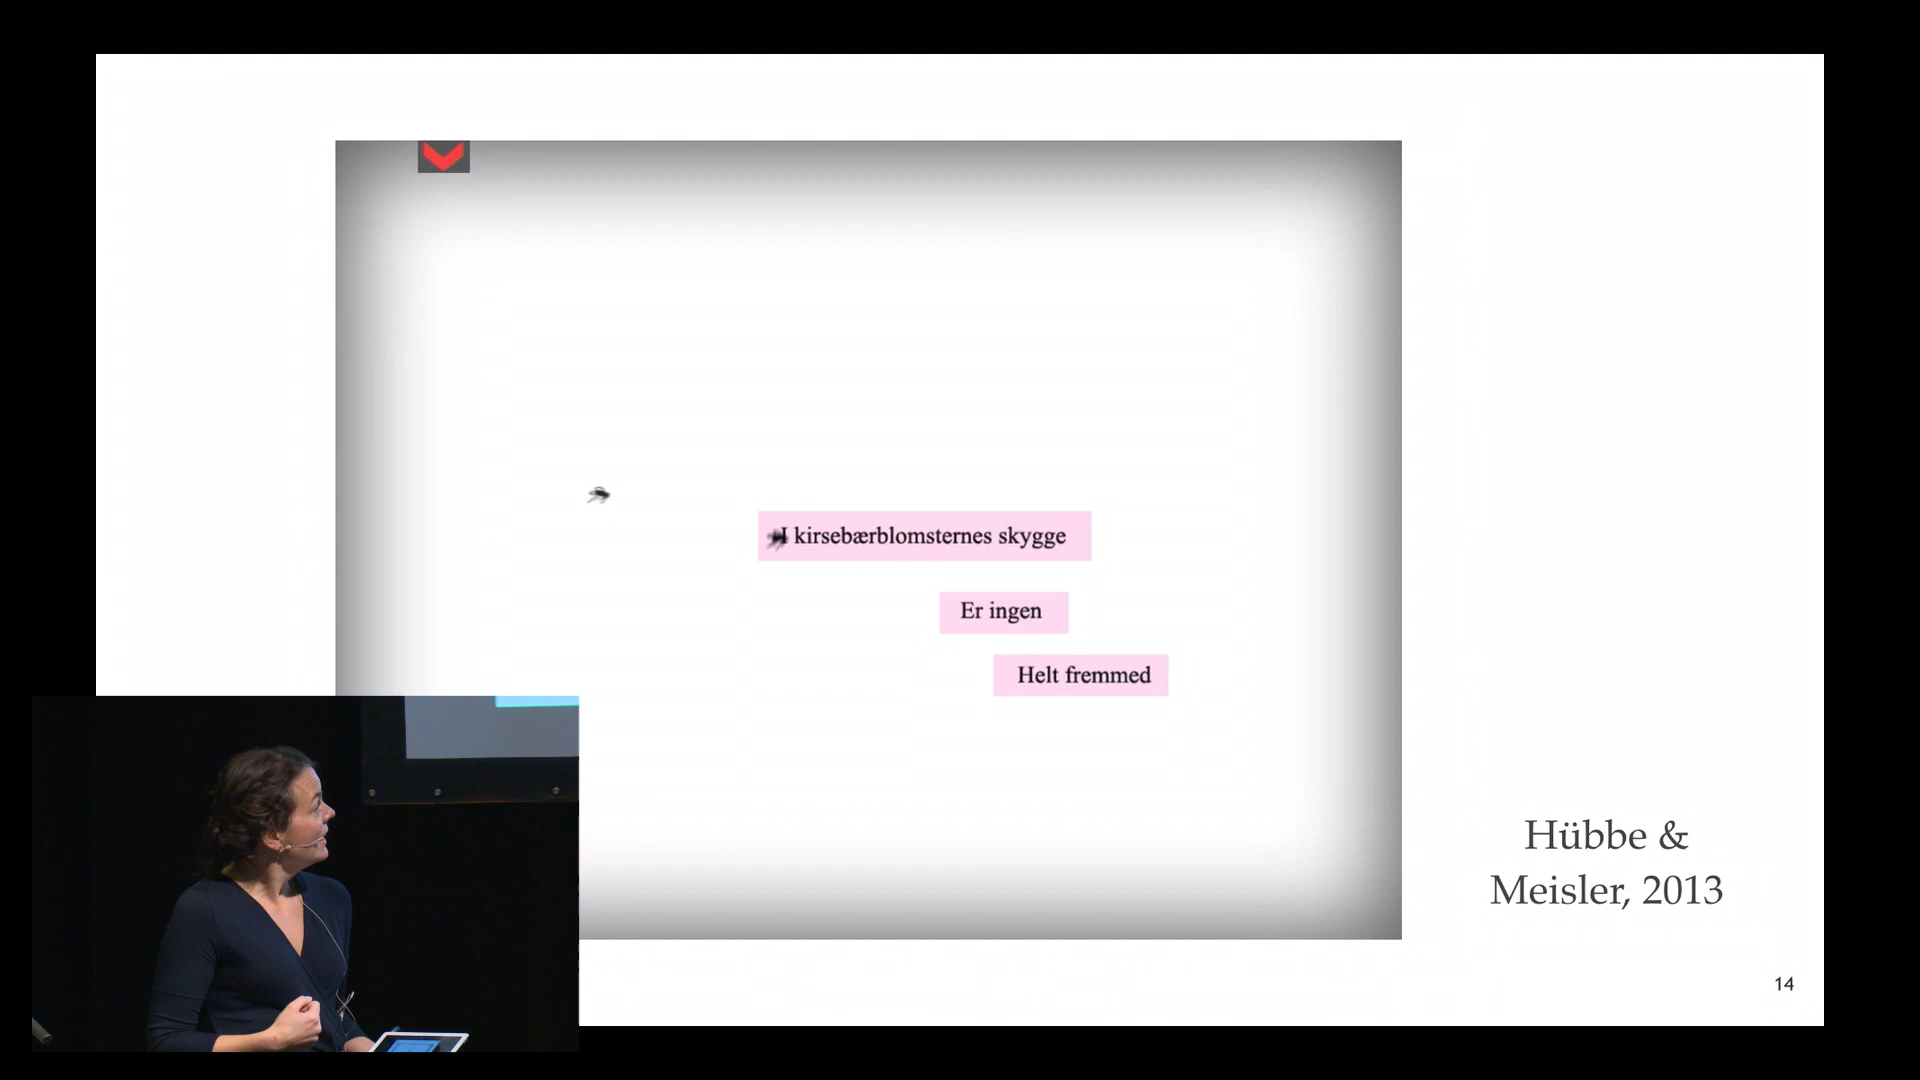 I kirsebærblomsternes skygge
Er ingen
Helt fremmed
Hübbe &
Meisler, 2013
14